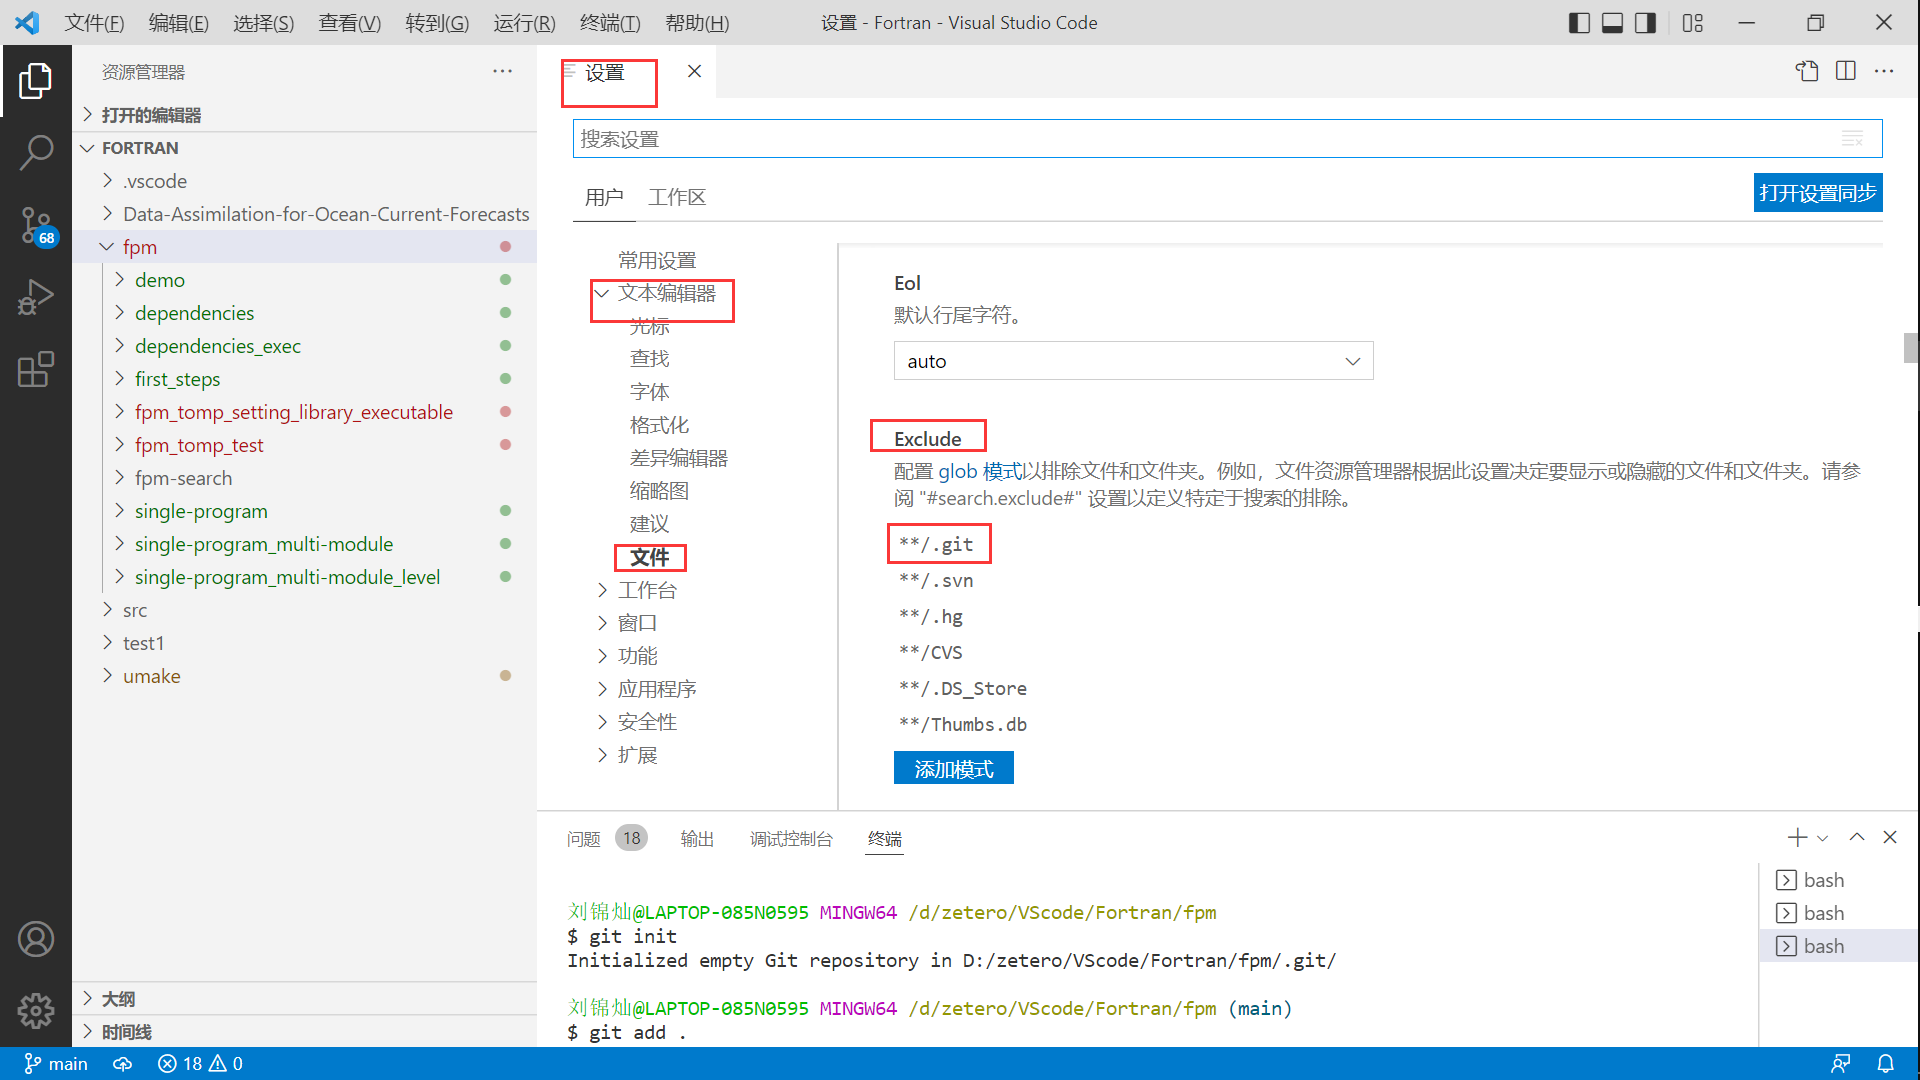 文件(F) 编辑(E) 选择(S) 查看(V) 转到(G) 运行(R) 终端(T) 帮助(H) 设置 - Fortran - Visual Studio Code
资源管理器
打开的编辑器
FORTRAN
.vscode
Data-Assimilation-for-Ocean-Current-Forecasts
fpm
demo
dependencies
dependencies_exec
first_steps
fpm_tomp_setting_library_executable
fpm_tomp_test
fpm-search
single-program
single-program_multi-module
single-program_multi-module_level
src
test1
umake
大纲
时间线
68
设置
搜索设置
用户 工作区
打开设置同步
常用设置
文本编辑器
光标
查找
字体
格式化
差异编辑器
缩略图
建议
文件
工作台
窗口
功能
应用程序
安全性
扩展
Eol
默认行尾字符。
auto
Exclude
配置 glob 模式以排除文件和文件夹。例如，文件资源管理器根据此设置决定要显示或隐藏的文件和文件夹。请参
阅 "#search.exclude#" 设置以定义特定于搜索的排除。
**/.git
**/.svn
**/.hg
**/CVS
**/.DS_Store
**/Thumbs.db
添加模式
问题 18 输出 调试控制台 终端
刘锦灿@LAPTOP-085N0595 MINGW64 /d/zetero/VScode/Fortran/fpm
$ git init
Initialized empty Git repository in D:/zetero/VScode/Fortran/fpm/.git/
刘锦灿@LAPTOP-085N0595 MINGW64 /d/zetero/VScode/Fortran/fpm (main)
$ git add .
bash
bash
bash
main 18 0